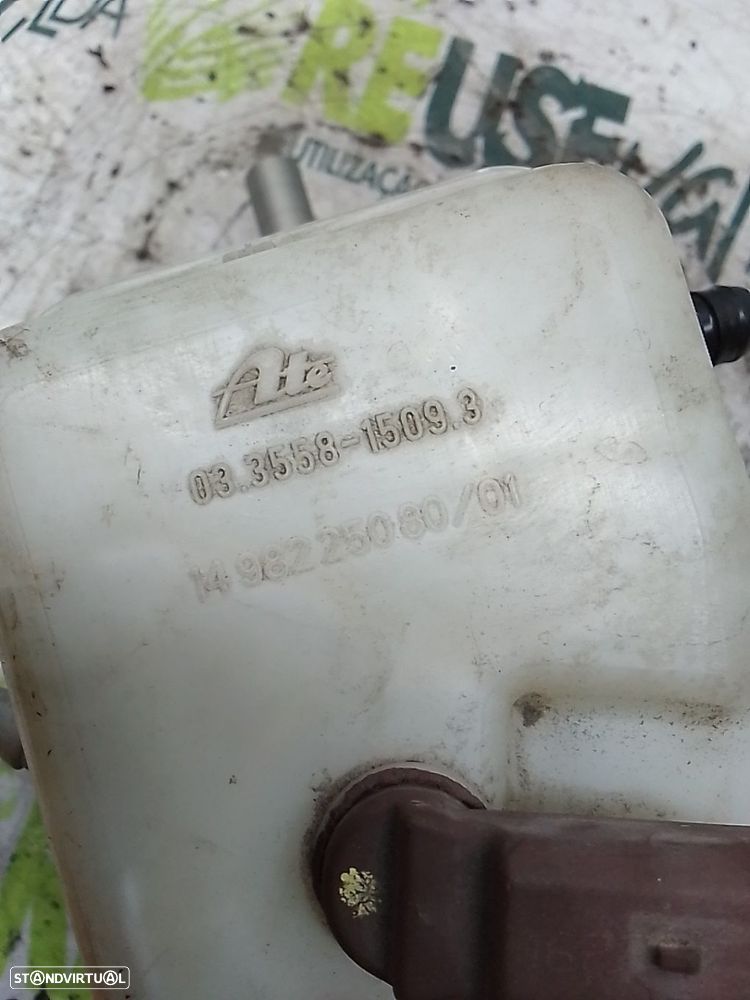 REUSE
UTILIZAÇÃ
Ate
03.3558-1509.3
14 982 250 80/01
STANDVIRTUAL